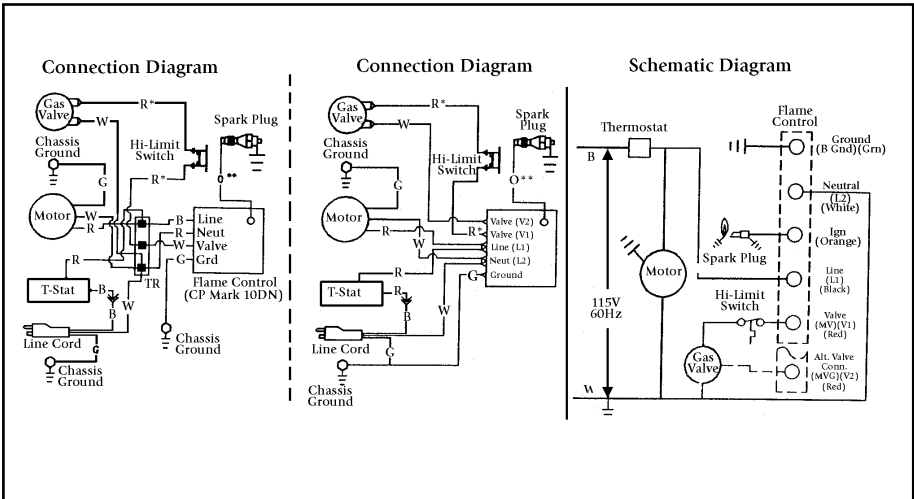 Connection Diagram
Gas
Valve
R*
W
Spark Plug
Chassis
Ground
Hi-Limit
Switch
R*
O**
G
Motor
W
R
B
R
W
G
Line
Neut
Valve
Grd
R
T-Stat
B
TR
W
B
Flame Control
(CP Mark 10DN)
Line Cord
G
Chassis
Ground
Chassis
Ground
Connection Diagram
Gas
Valve
R*
W
Spark
Plug
Chassis
Ground
Hi-Limit
Switch
O**
G
Motor
R
W
R*
Valve (V2)
Valve (V1)
Line (L1)
Neut (L2)
Ground
R
G
T-Stat
R
B
W
Line Cord
G
Chassis
Ground
Schematic Diagram
Flame
Control
Thermostat
B
Ground
(B Gnd)(Grn)
Neutral
(L2)
(White)
Ign
(Orange)
Spark Plug
Motor
Line
(L1)
(Black)
115V
60Hz
Hi-Limit
Switch
Valve
(MV)(V1)
(Red)
Gas
Valve
Alt. Valve
Conn.
(MVG)(V2)
(Red)
W